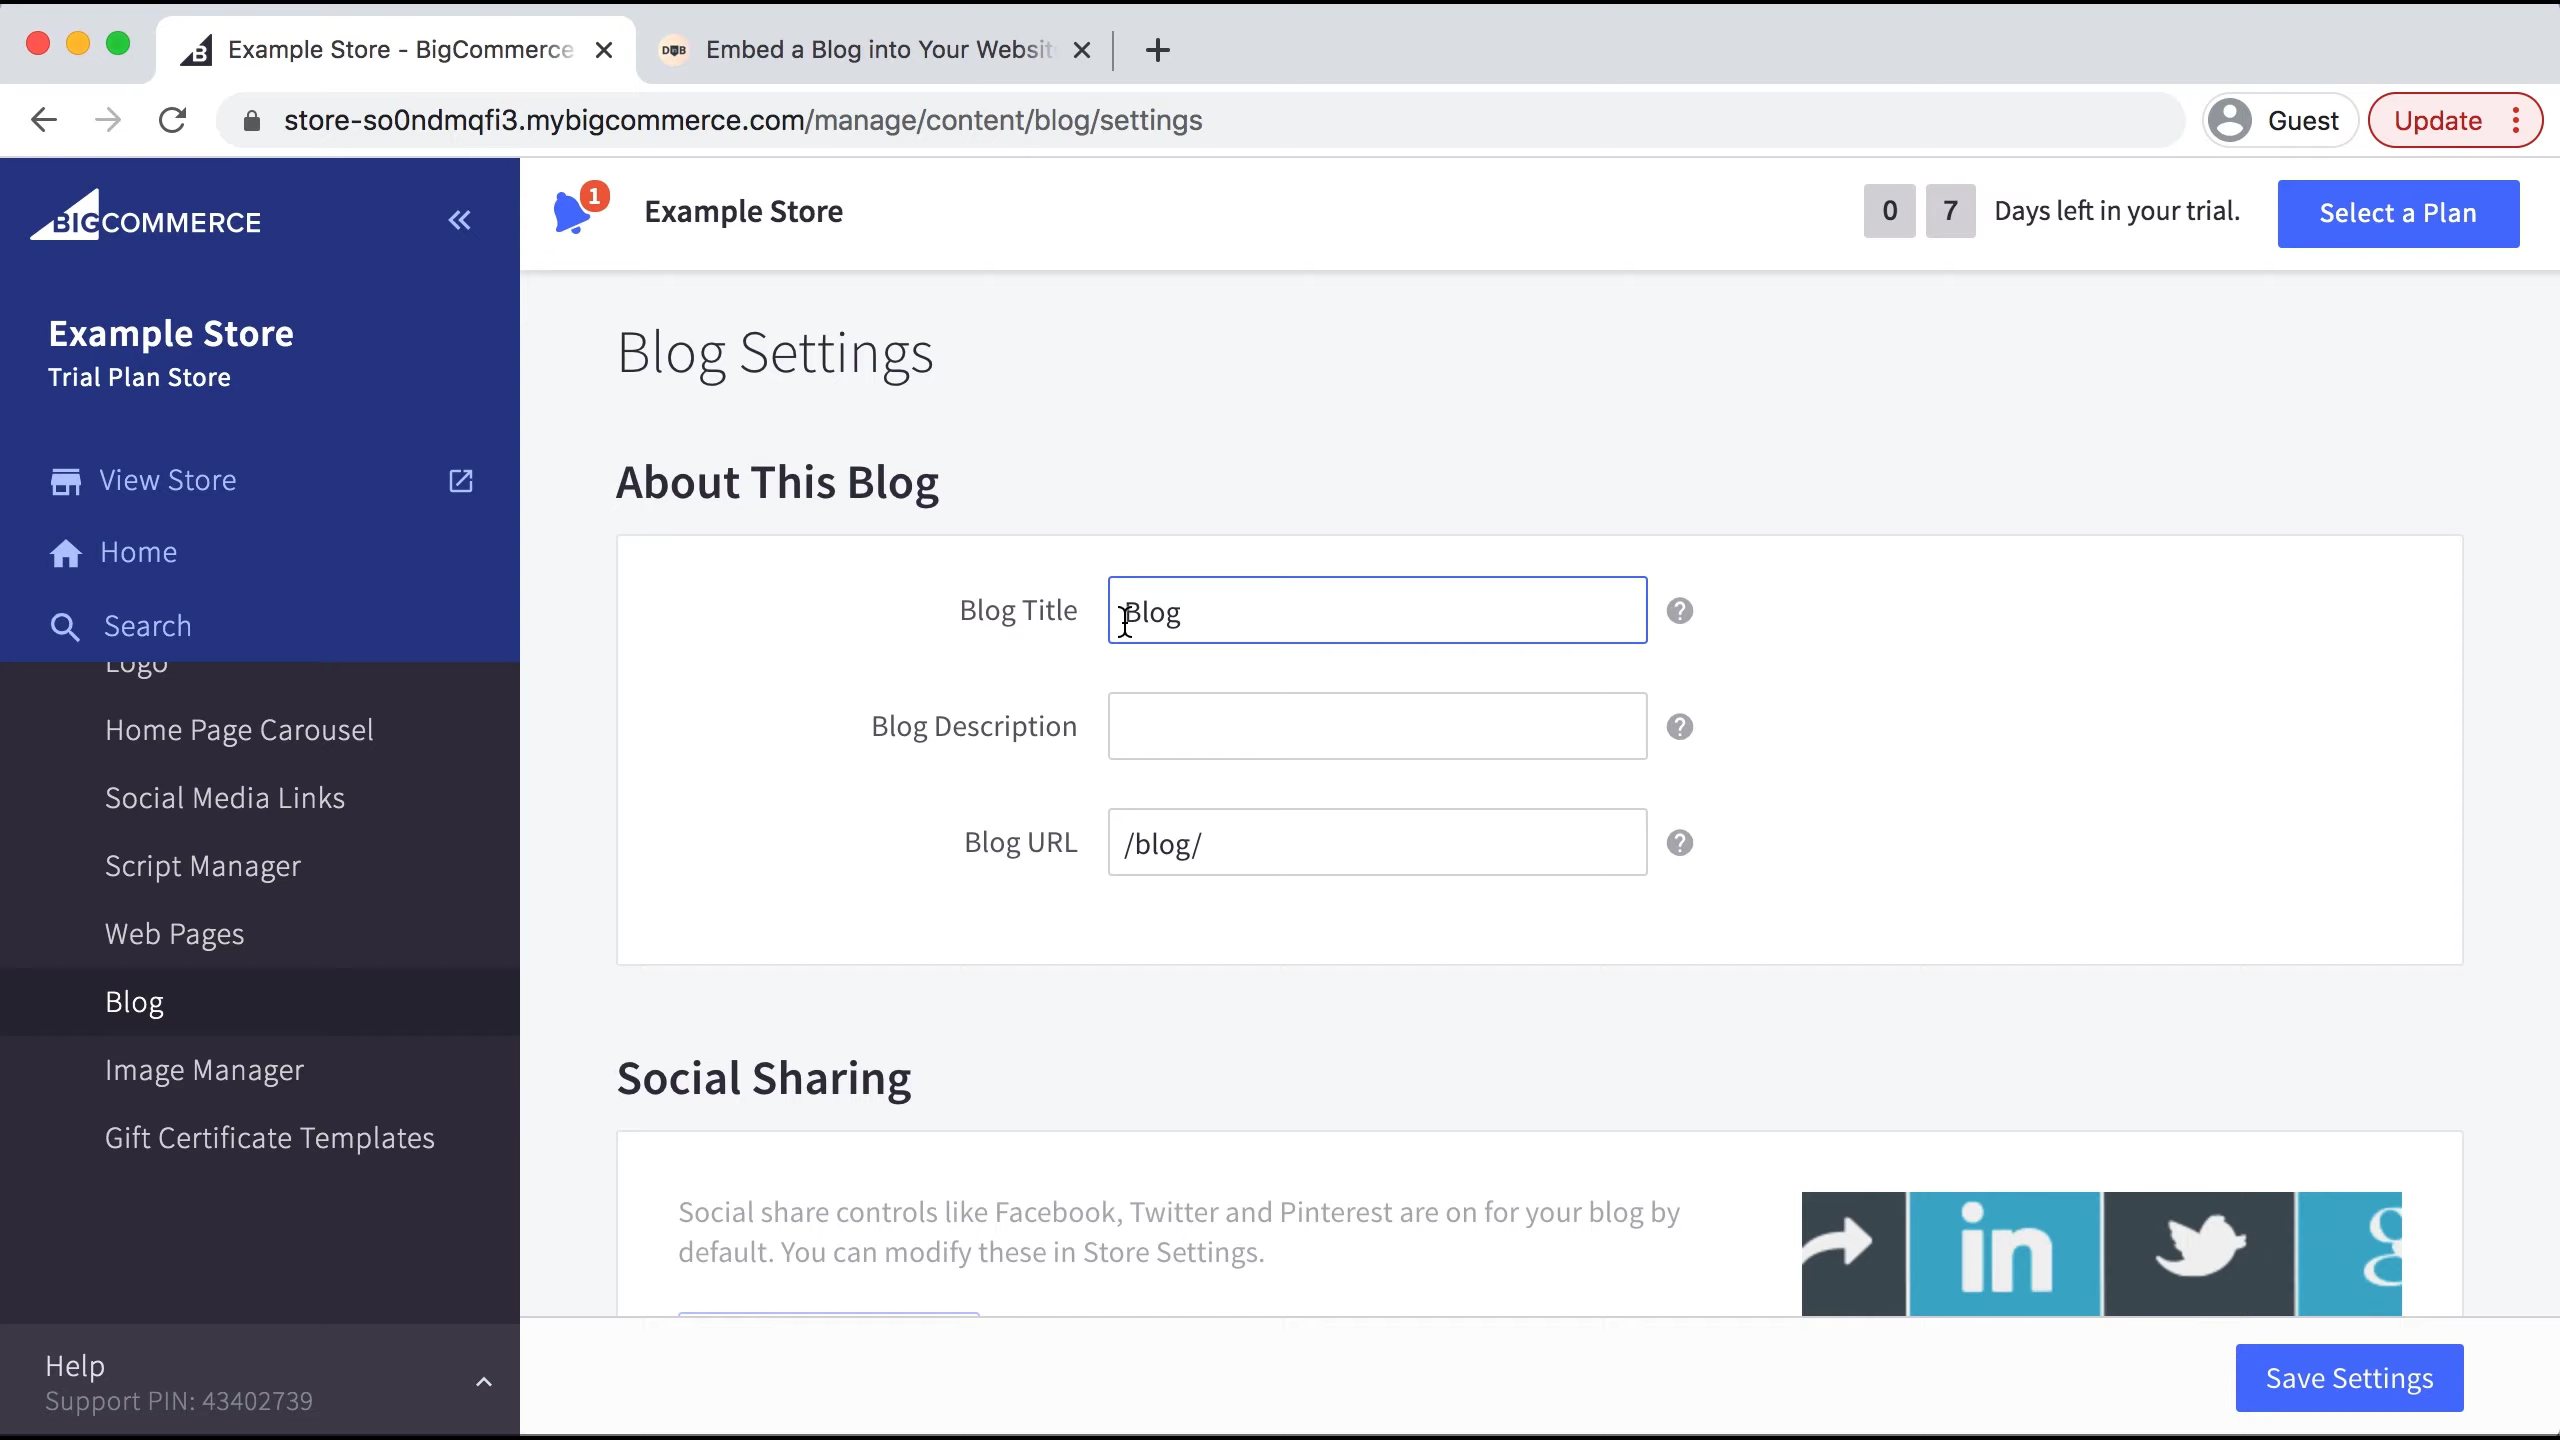 Example Store - BigCommerce
Embed a Blog into Your Websit
store-so0ndmqfi3.mybigcommerce.com/manage/content/blog/settings
Guest
Update
BIGCOMMERCE
1
Example Store
0 7 Days left in your trial.
Select a Plan
Example Store
Trial Plan Store
View Store
Home
Search
Logo
Home Page Carousel
Social Media Links
Script Manager
Web Pages
Blog
Image Manager
Gift Certificate Templates
Help
Support PIN: 43402739
Blog Settings
About This Blog
Blog Title
Blog
Blog Description
Blog URL
/blog/
Social Sharing
Social share controls like Facebook, Twitter and Pinterest are on for your blog by
default. You can modify these in Store Settings.
in
g
Save Settings